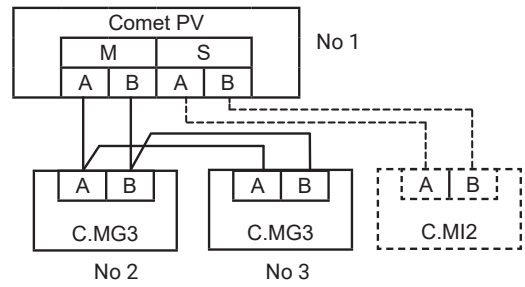 Comet PV
No 1
M S
A B A B
A B A B A B
C.MG3 C.MG3 C.MI2
No 2 No 3